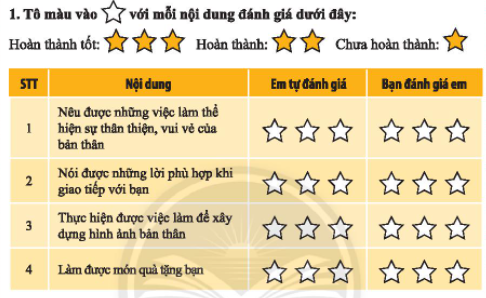 1. Tô màu vào với mỗi nội dung đánh giá dưới đây:
Hoàn thành tốt: Hoàn thành: Chưa hoàn thành:
STT Nội dung Em tự đánh giá Bạn đánh giá em
1 Nêu được những việc làm thể
hiện sự thân thiện, vui vẻ của
bản thân
2 Nói được những lời phù hợp khi
giao tiếp với bạn
3 Thực hiện được việc làm để xây
dựng hình ảnh bản thân
4 Làm được món quà tặng bạn